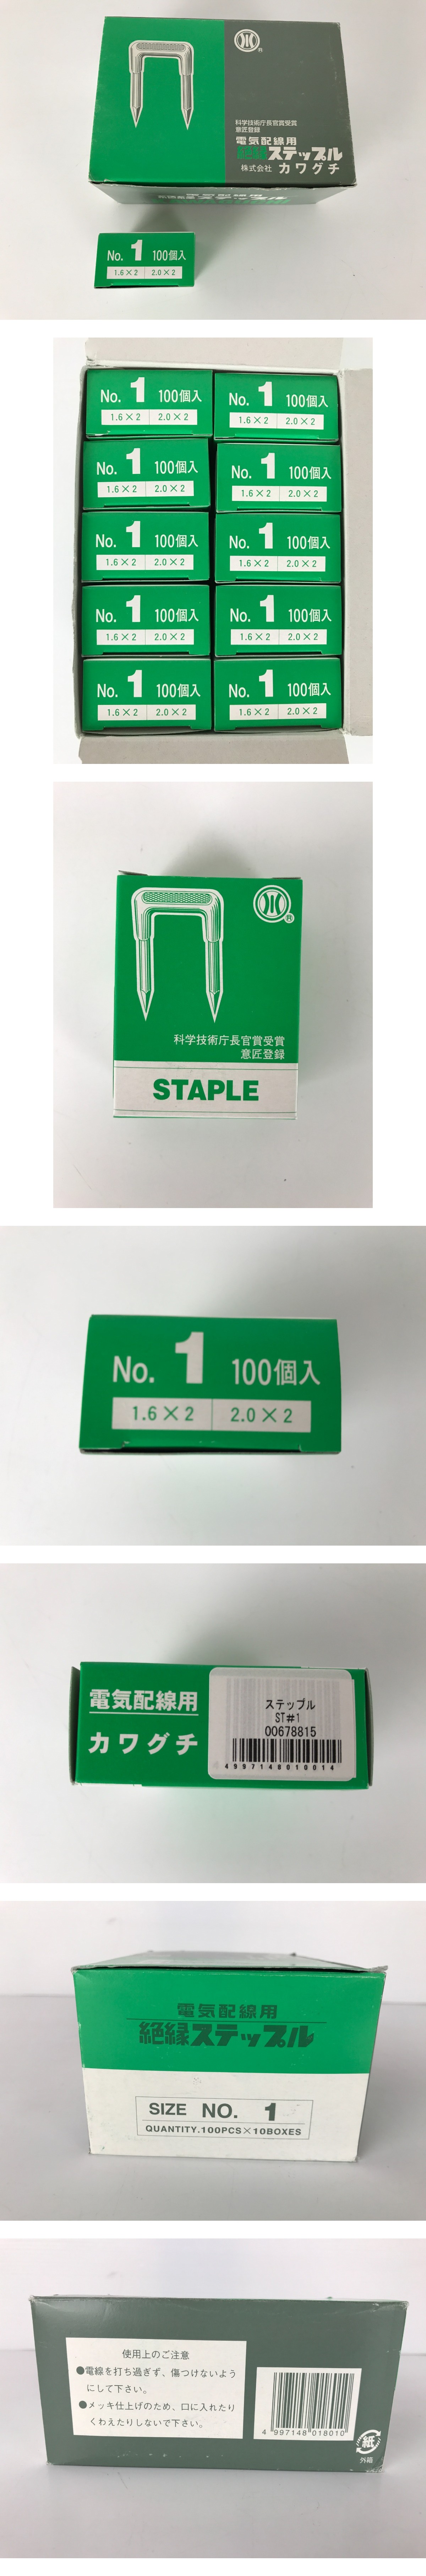 ®
科学技術庁長官賞受賞
意匠登録
電気配線用
絶縁ステップル
株式会社 カワグチ
電気配線用
絶縁ステップル
No. 1 100個入
1.6×2 2.0×2
No. 1 100個入
1.6×2 2.0×2
No. 1 100個入
1.6×2 2.0×2
No. 1 100個入
1.6×2 2.0×2
No. 1 100個入
1.6×2 2.0×2
No. 1 100個入
1.6×2 2.0×2
No. 1 100個入
1.6×2 2.0×2
No. 1 100個入
1.6×2 2.0×2
No. 1 100個入
1.6×2 2.0×2
No. 1 100個入
1.6×2 2.0×2
No. 1 100個入
1.6×2 2.0×2
®
科学技術庁長官賞受賞
意匠登録
STAPLE
No. 1 100個入
1.6×2 2.0×2
電気配線用
カワグチ
ステップル
ST#1
00678815
4997148010014
電気配線用
絶縁ステップル
SIZE NO. 1
QUANTITY.100PCS×10BOXES
使用上のご注意
●電線を打ち過ぎず、傷つけないよう
にして下さい。
●メッキ仕上げのため、口に入れたり
くわえたりしないで下さい。
4 997148 018010
紙
外箱